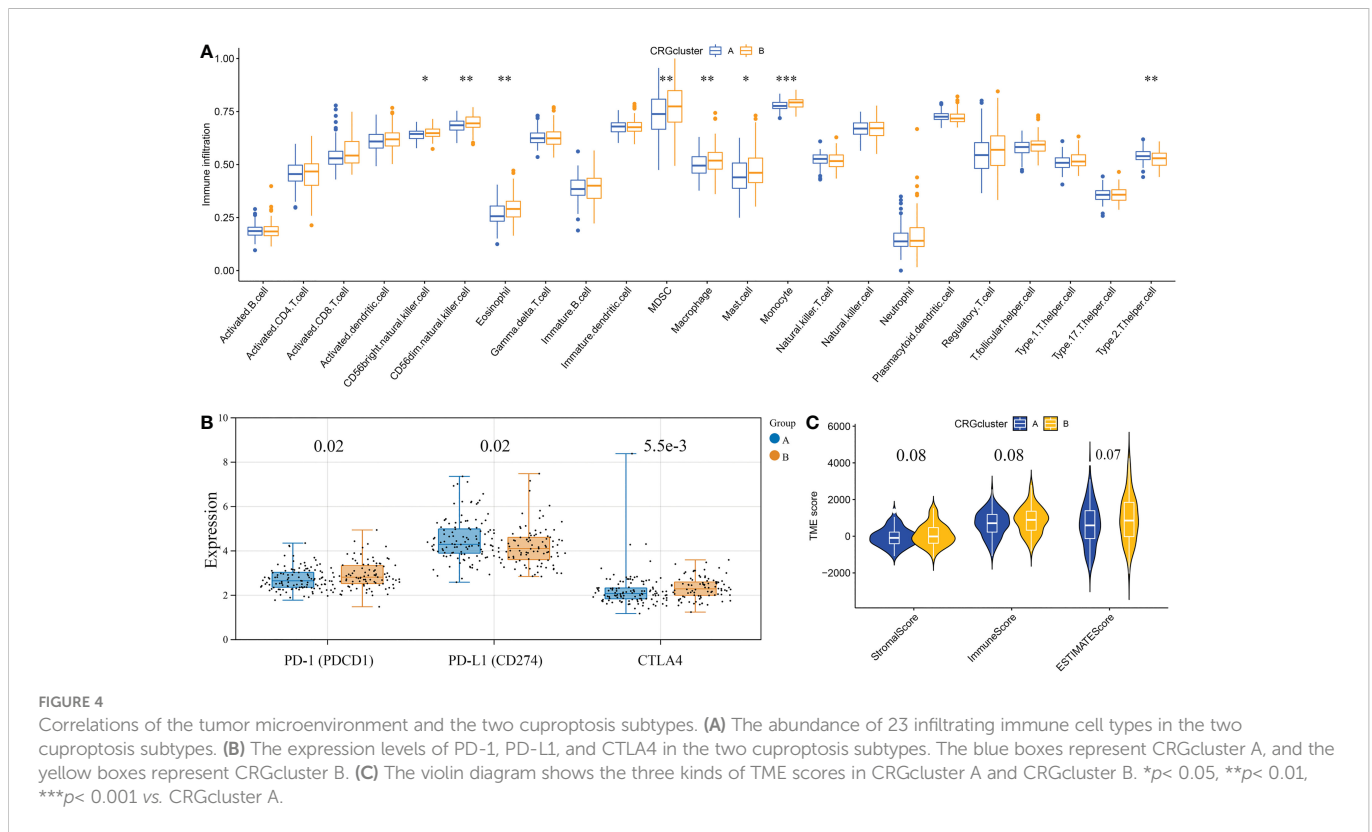 A
CRGcluster A B
1.00
0.75
0.50
0.25
0.00
Immune infiltration
* ** ** ** ** * *** **
Activated.B.cell
Activated.CD4.T.cell
Activated.CD8.T.cell
Activated.dendritic.cell
CD56bright.natural.killer.cell
CD56dim.natural.killer.cell
Eosinophil
Gamma.delta.T.cell
Immature.B.cell
Immature.dendritic.cell
MDSC
Macrophage
Mast.cell
Monocyte
Natural.killer.T.cell
Natural.killer.cell
Neutrophil
Plasmacytoid.dendritic.cell
Regulatory.T.cell
T.follicular.helper.cell
Type.1.T.helper.cell
Type.17.T.helper.cell
Type.2.T.helper.cell
B
10
8
6
4
2
0
Expression
0.02 0.02 5.5e-3
Group
A
B
PD-1 (PDCD1) PD-L1 (CD274) CTLA4
C
CRGcluster A B
6000
4000
2000
0
-2000
TME score
0.08 0.08 0.07
StromalScore
ImmuneScore
ESTIMATEScore
FIGURE 4
Correlations of the tumor microenvironment and the two cuproptosis subtypes. (A) The abundance of 23 infiltrating immune cell types in the two
cuproptosis subtypes. (B) The expression levels of PD-1, PD-L1, and CTLA4 in the two cuproptosis subtypes. The blue boxes represent CRGcluster A, and the
yellow boxes represent CRGcluster B. (C) The violin diagram shows the three kinds of TME scores in CRGcluster A and CRGcluster B. *p< 0.05, **p< 0.01,
***p< 0.001 vs. CRGcluster A.